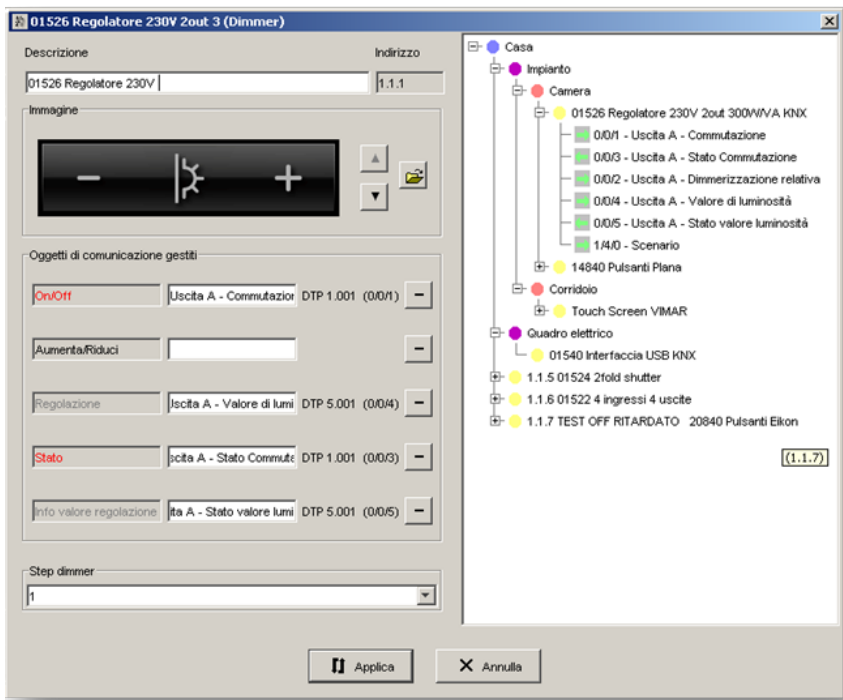 01526 Regolatore 230V 2out 3 (Dimmer)
Descrizione
Indirizzo
01526 Regolatore 230V
1.1.1
Immagine
Oggetti di comunicazione gestiti
On/Off
Uscita A - Commutazior
DTP 1.001 (0/0/1)
Aumenta/Riduci
Regolazione
Jscita A - Valore di lumi
DTP 5.001 (0/0/4)
Stato
scita A - Stato Commuta
DTP 1.001 (0/0/3)
Info valore regolazione
ita A - Stato valore lumi
DTP 5.001 (0/0/5)
Step dimmer
1
Applica
Annulla
Casa
Impianto
Camera
01526 Regolatore 230V 2out 300W/VA KNX
0/0/1 - Uscita A - Commutazione
0/0/3 - Uscita A - Stato Commutazione
0/0/2 - Uscita A - Dimmerizzazione relativa
0/0/4 - Uscita A - Valore di luminosità
0/0/5 - Uscita A - Stato valore luminosità
1/4/0 - Scenario
14840 Pulsanti Plana
Corridoio
Touch Screen VIMAR
Quadro elettrico
01540 Interfaccia USB KNX
1.1.5 01524 2fold shutter
1.1.6 01522 4 ingressi 4 uscite
1.1.7 TEST OFF RITARDATO 20840 Pulsanti Eikon
(1.1.7)